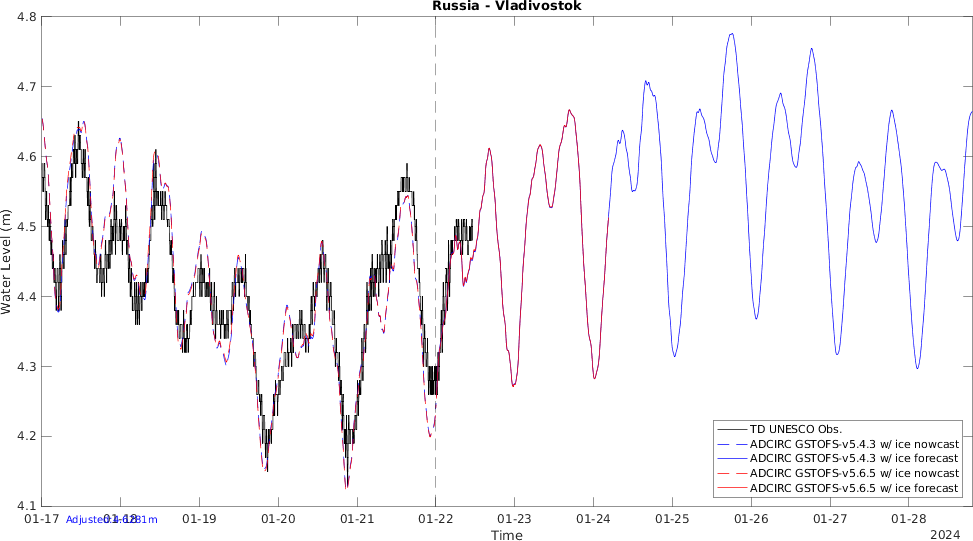 Russia - Vladivostok
4.8
4.7
4.6
4.5
4.4
4.3
4.2
4.1
Water Level (m)
TD UNESCO Obs.
ADCIRC GSTOFS-v5.4.3 w/ ice nowcast
ADCIRC GSTOFS-v5.4.3 w/ ice forecast
ADCIRC GSTOFS-v5.6.5 w/ ice nowcast
ADCIRC GSTOFS-v5.6.5 w/ ice forecast
01-17 01-18 01-19 01-20 01-21 01-22 01-23 01-24 01-25 01-26 01-27 01-28
Adjusted:
Time
2024